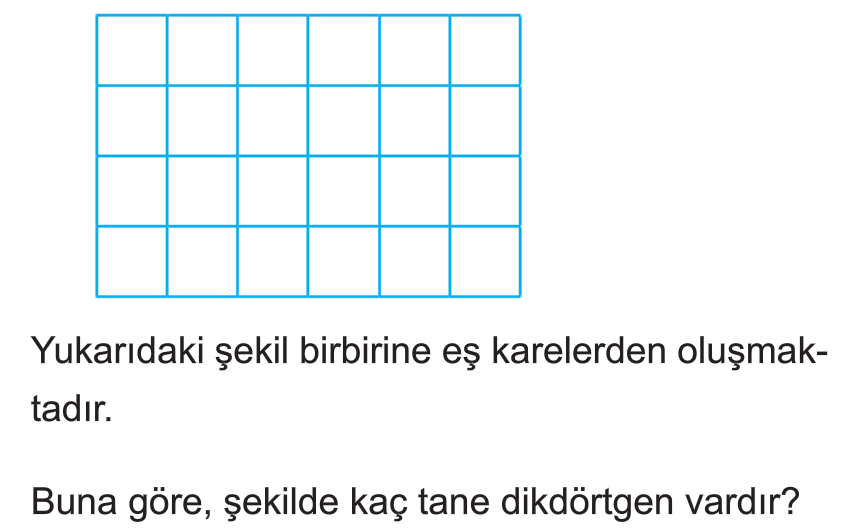 Yukarıdaki şekil birbirine eş karelerden oluşmak-
tadır.
Buna göre, şekilde kaç tane dikdörtgen vardır?